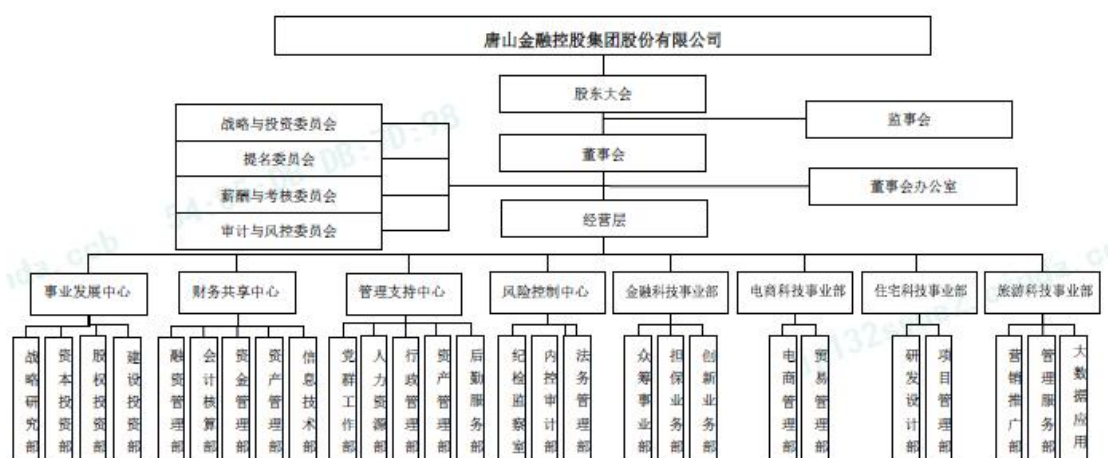 唐山金融控股集团股份有限公司
股东大会
战略与投资委员会
监事会
董事会
提名委员会
薪酬与考核委员会
董事会办公室
审计与风控委员会
经营层
事业发展中心
财务共享中心
管理支持中心
风险控制中心
金融科技事业部
电商科技事业部
住宅科技事业部
旅游科技事业部
战略研究部
资本投资部
股权投资部
建设投资部
融资管理部
会计核算部
资金管理部
资产管理部
信息技术部
党群工作部
人力资源部
行政管理部
资产管理部
后勤服务部
纪检监察室
内控审计部
法务管理部
众筹事业部
担保业务部
创新业务部
电商管理部
贸易管理部
研发设计部
项目管理部
营销推广部
管理服务部
大数据应用